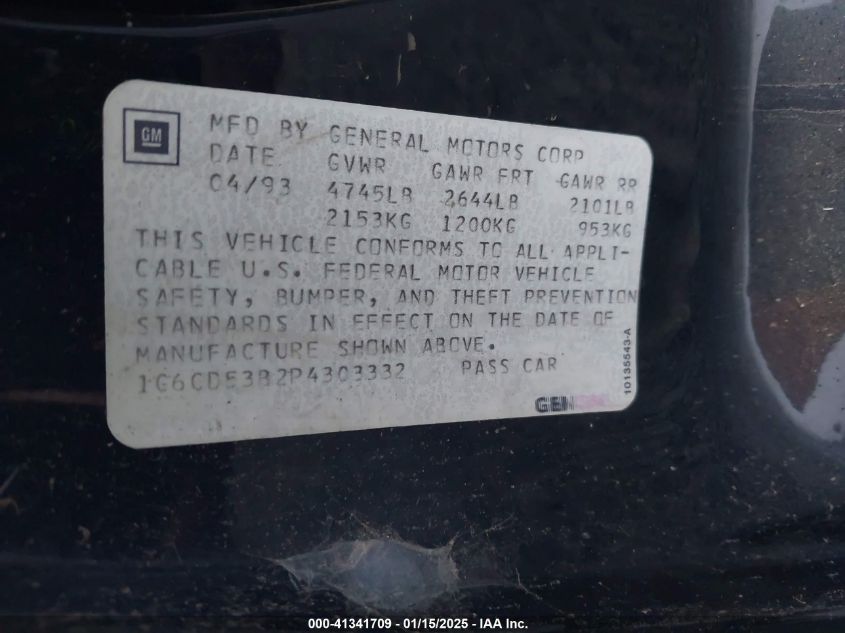 GM
MFD BY GENERAL MOTORS CORP
DATE GVWR GAWR FRT GAWR RR
04/93 4745LB 2644LB 2101LB
2153KG 1200KG 953KG
THIS VEHICLE CONFORMS TO ALL APPLI-
CABLE U.S. FEDERAL MOTOR VEHICLE
SAFETY, BUMPER, AND THEFT PREVENTION
STANDARDS IN EFFECT ON THE DATE OF
MANUFACTURE SHOWN ABOVE.
1G6CD53B2P4303332 PASS CAR
10135543-A
000-41341709 - 01/15/2025 - IAA Inc.